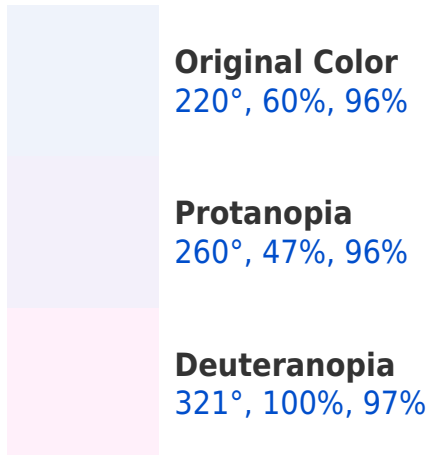 Original Color
220°, 60%, 96%
Protanopia
260°, 47%, 96%
Deuteranopia
321°, 100%, 97%